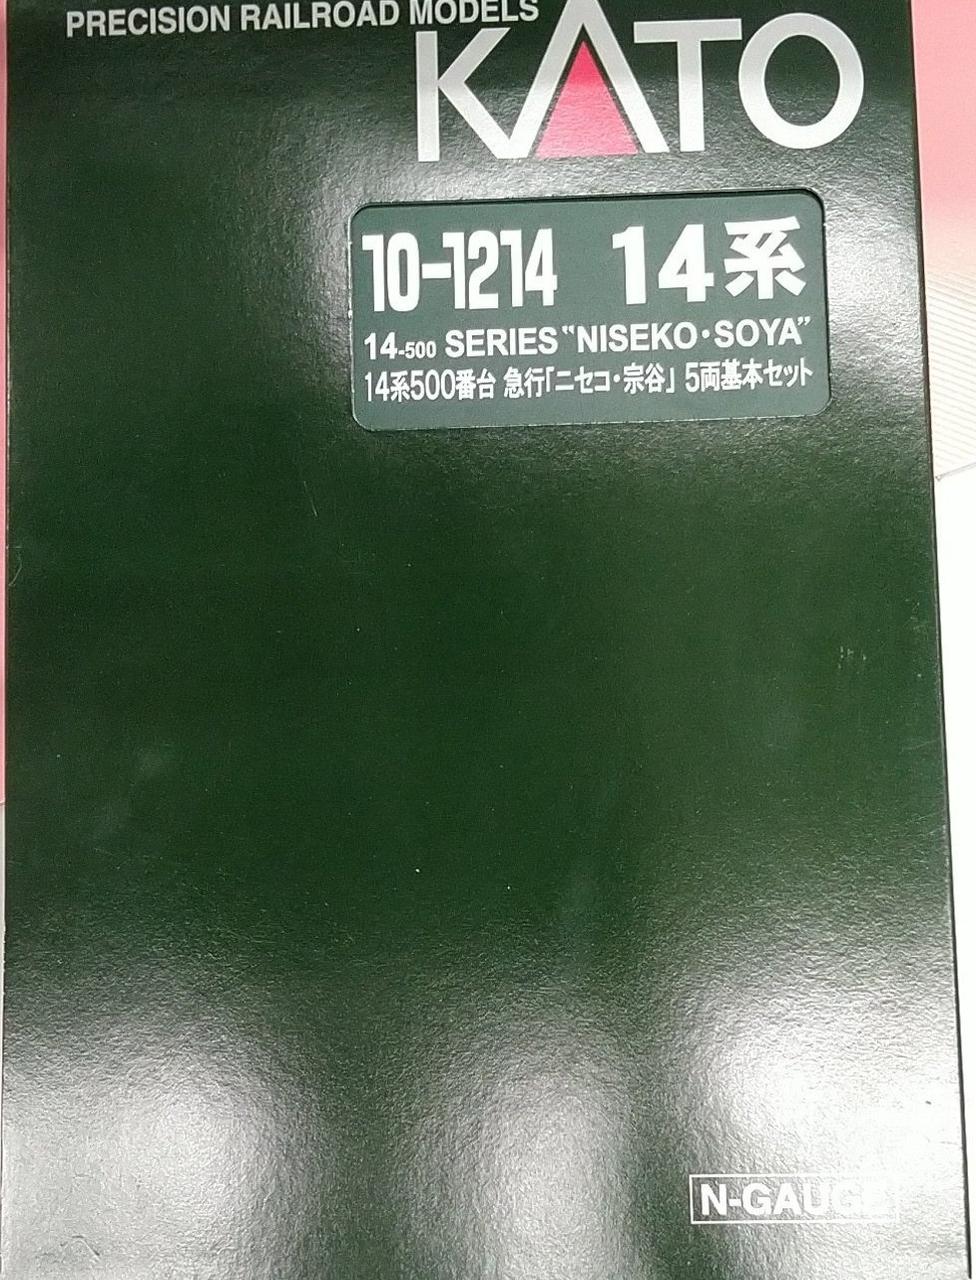 PRECISION RAILROAD MODELS
KATO
10-1214 14系
14-500 SERIES "NISEKO・SOYA"
14系500番台 急行「ニセコ・宗谷」 5両基本セット
N-GAUGE